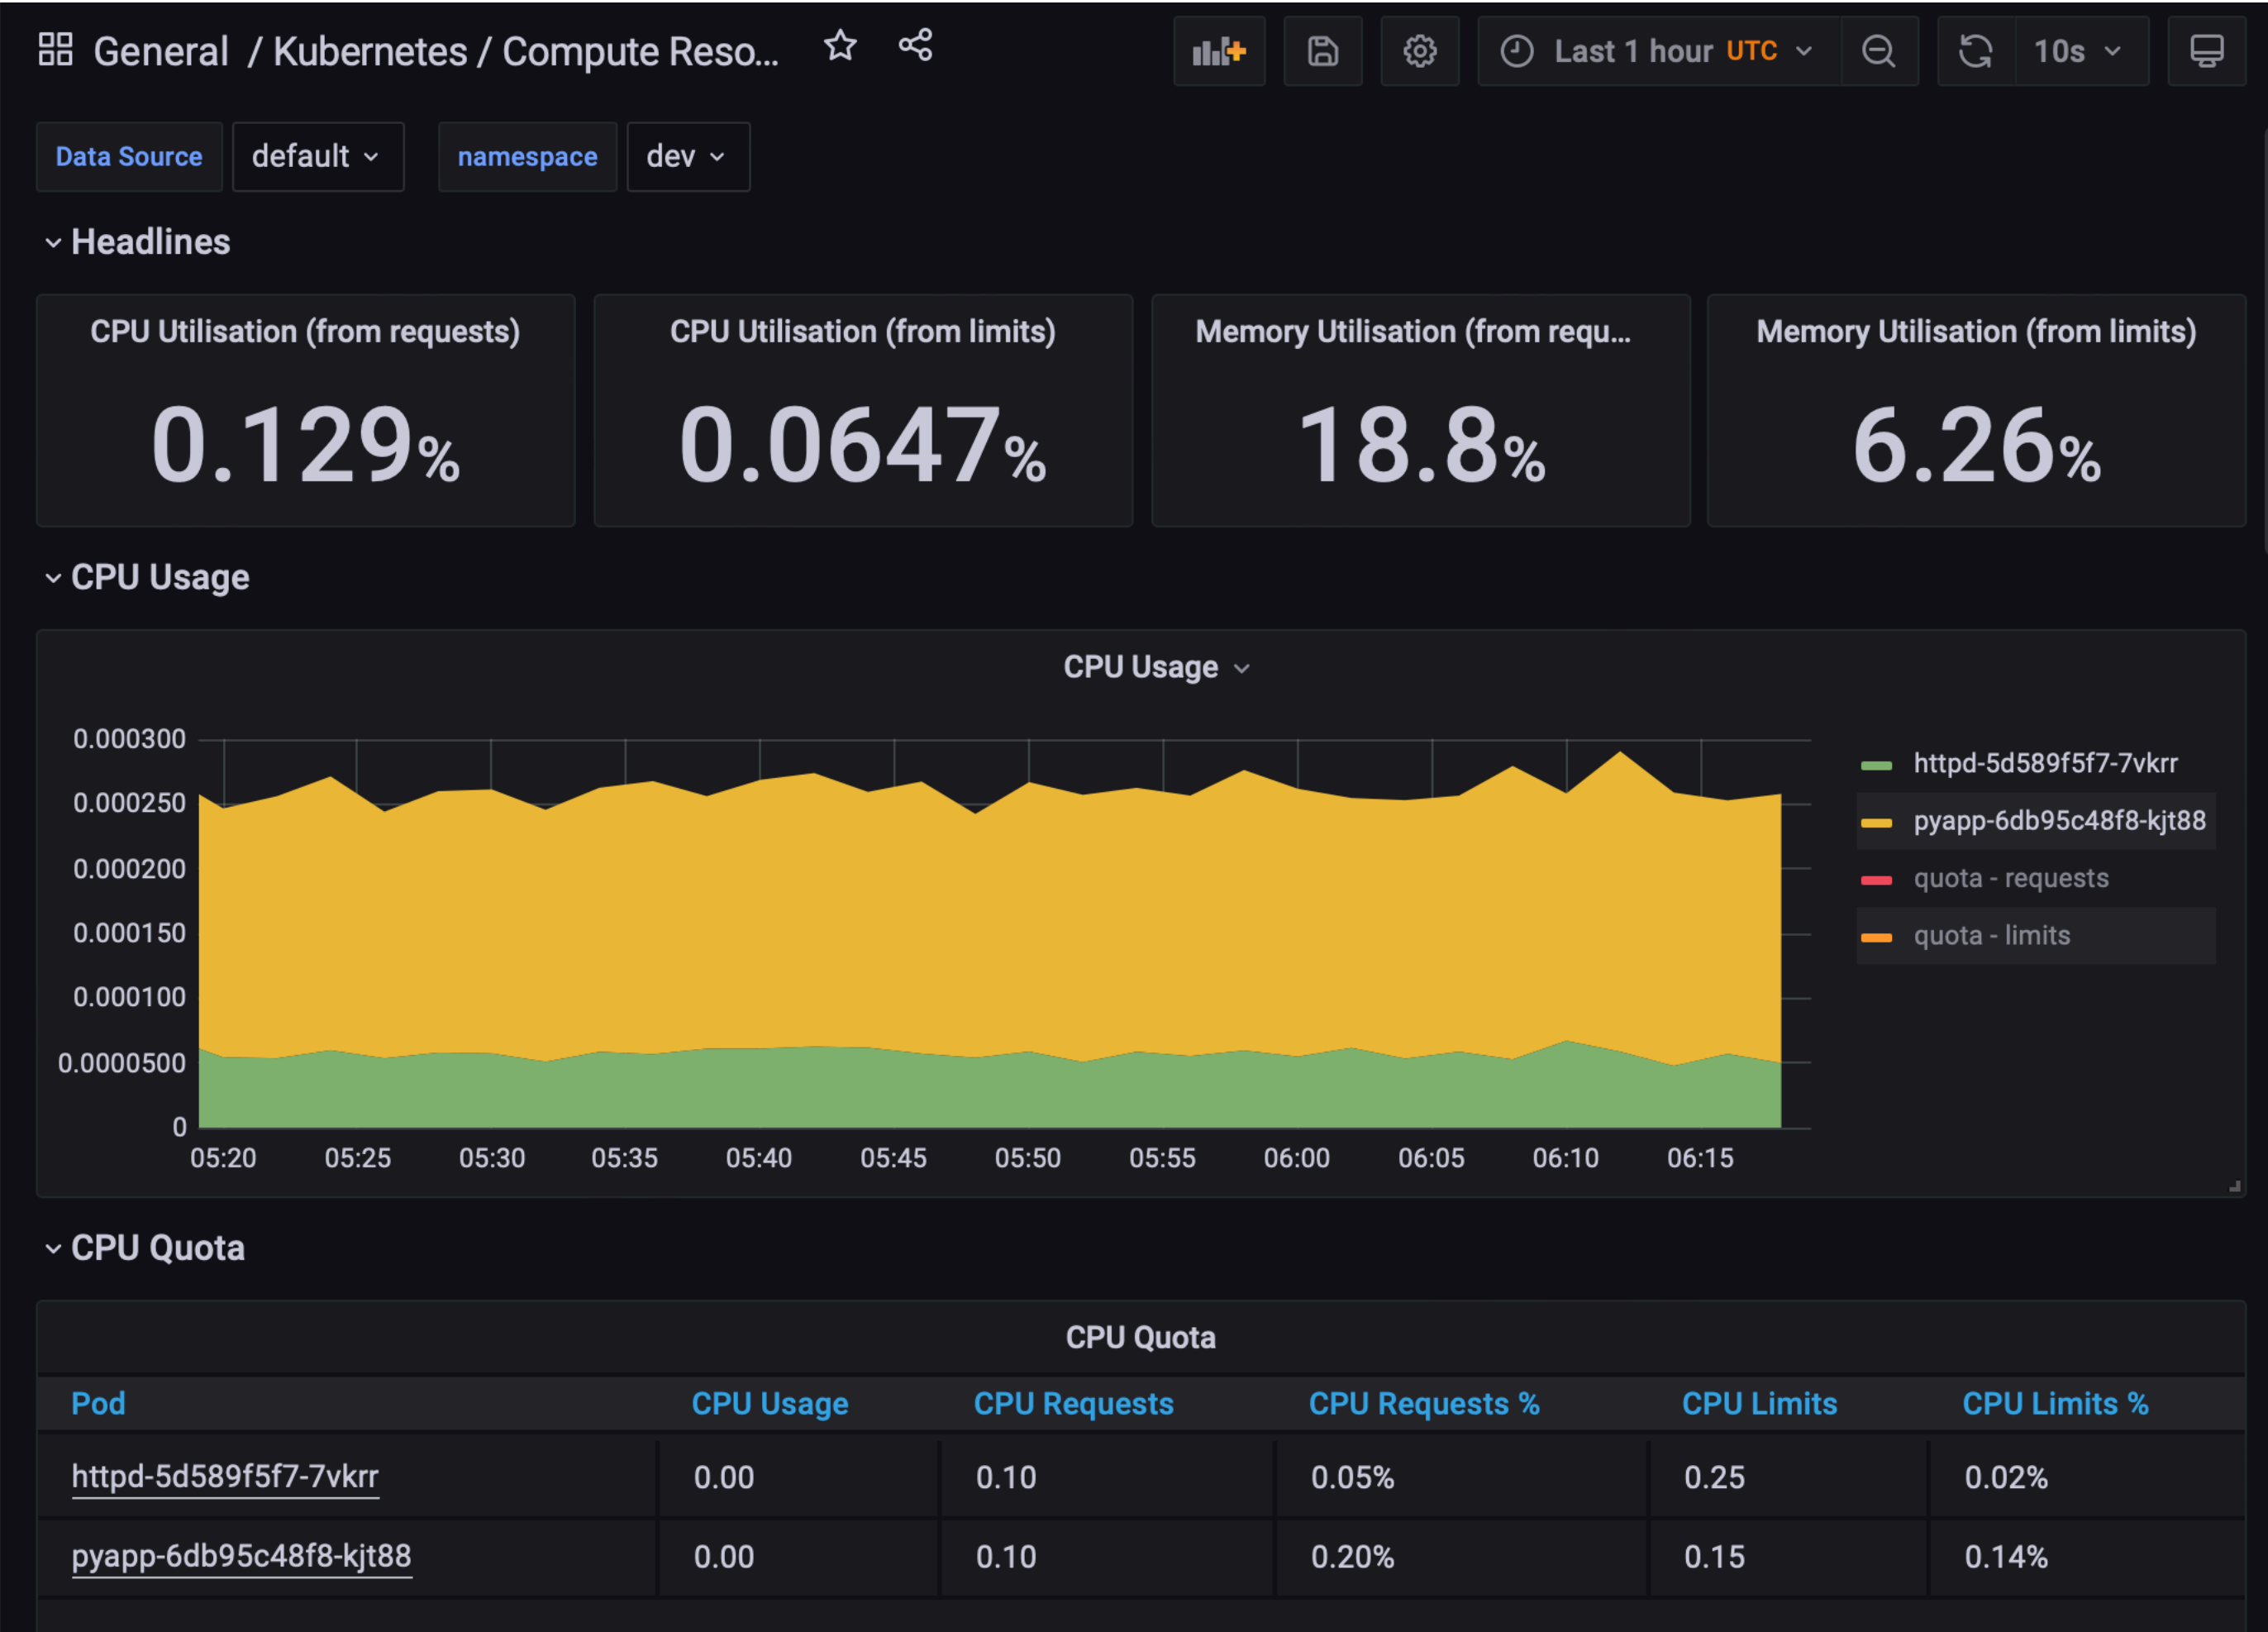 General / Kubernetes / Compute Reso...
Last 1 hour UTC
10s
Data Source default namespace dev
Headlines
CPU Utilisation (from requests)
0.129%
CPU Utilisation (from limits)
0.0647%
Memory Utilisation (from requ...
18.8%
Memory Utilisation (from limits)
6.26%
CPU Usage
CPU Usage
0.000300
0.000250
0.000200
0.000150
0.000100
0.0000500
0
05:20 05:25 05:30 05:35 05:40 05:45 05:50 05:55 06:00 06:05 06:10 06:15
httpd-5d589f5f7-7vkrr
pyapp-6db95c48f8-kjt88
quota - requests
quota - limits
CPU Quota
CPU Quota
Pod CPU Usage CPU Requests CPU Requests % CPU Limits CPU Limits %
httpd-5d589f5f7-7vkrr 0.00 0.10 0.05% 0.25 0.02%
pyapp-6db95c48f8-kjt88 0.00 0.10 0.20% 0.15 0.14%